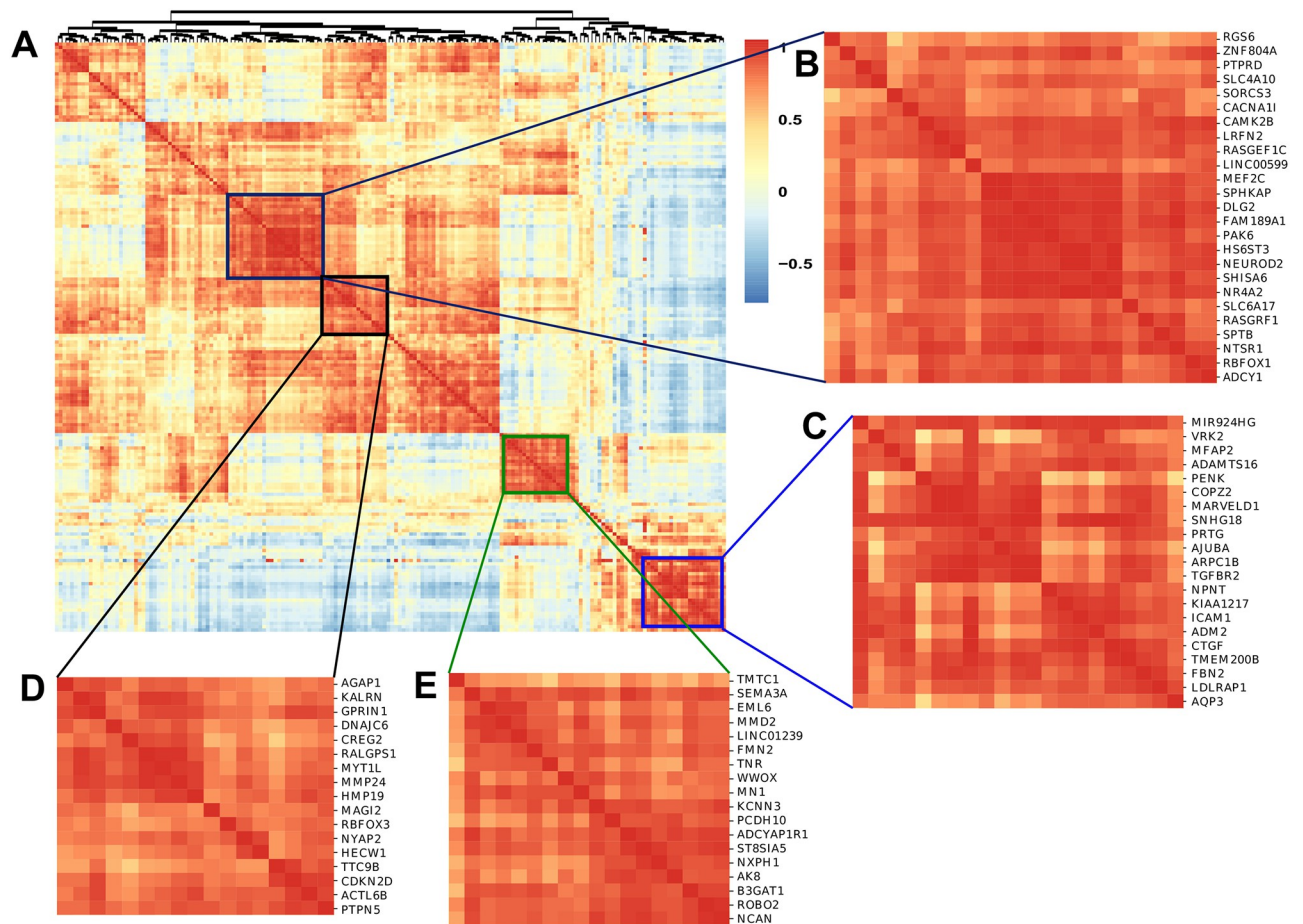 A
1
0.5
0
−0.5
B
RGS6
ZNF804A
PTPRD
SLC4A10
SORCS3
CACNA1I
CAMK2B
LRFN2
RASGEF1C
LINC00599
MEF2C
SPHKAP
DLG2
FAM189A1
PAK6
HS6ST3
NEUROD2
SHISA6
NR4A2
SLC6A17
RASGRF1
SPTB
NTSR1
RBFOX1
ADCY1
C
MIR924HG
VRK2
MFAP2
ADAMTS16
PENK
COPZ2
MARVELD1
SNHG18
PRTG
AJUBA
ARPC1B
TGFBR2
NPNT
KIAA1217
ICAM1
ADM2
CTGF
TMEM200B
FBN2
LDLRAP1
AQP3
D
AGAP1
KALRN
GPRIN1
DNAJC6
CREG2
RALGPS1
MYT1L
MMP24
HMP19
MAGI2
RBFOX3
NYAP2
HECW1
TTC9B
CDKN2D
ACTL6B
PTPN5
E
TMTC1
SEMA3A
EML6
MMD2
LINC01239
FMN2
TNR
WWOX
MN1
KCNN3
PCDH10
ADCYAP1R1
ST8SIA5
NXPH1
AK8
B3GAT1
ROBO2
NCAN